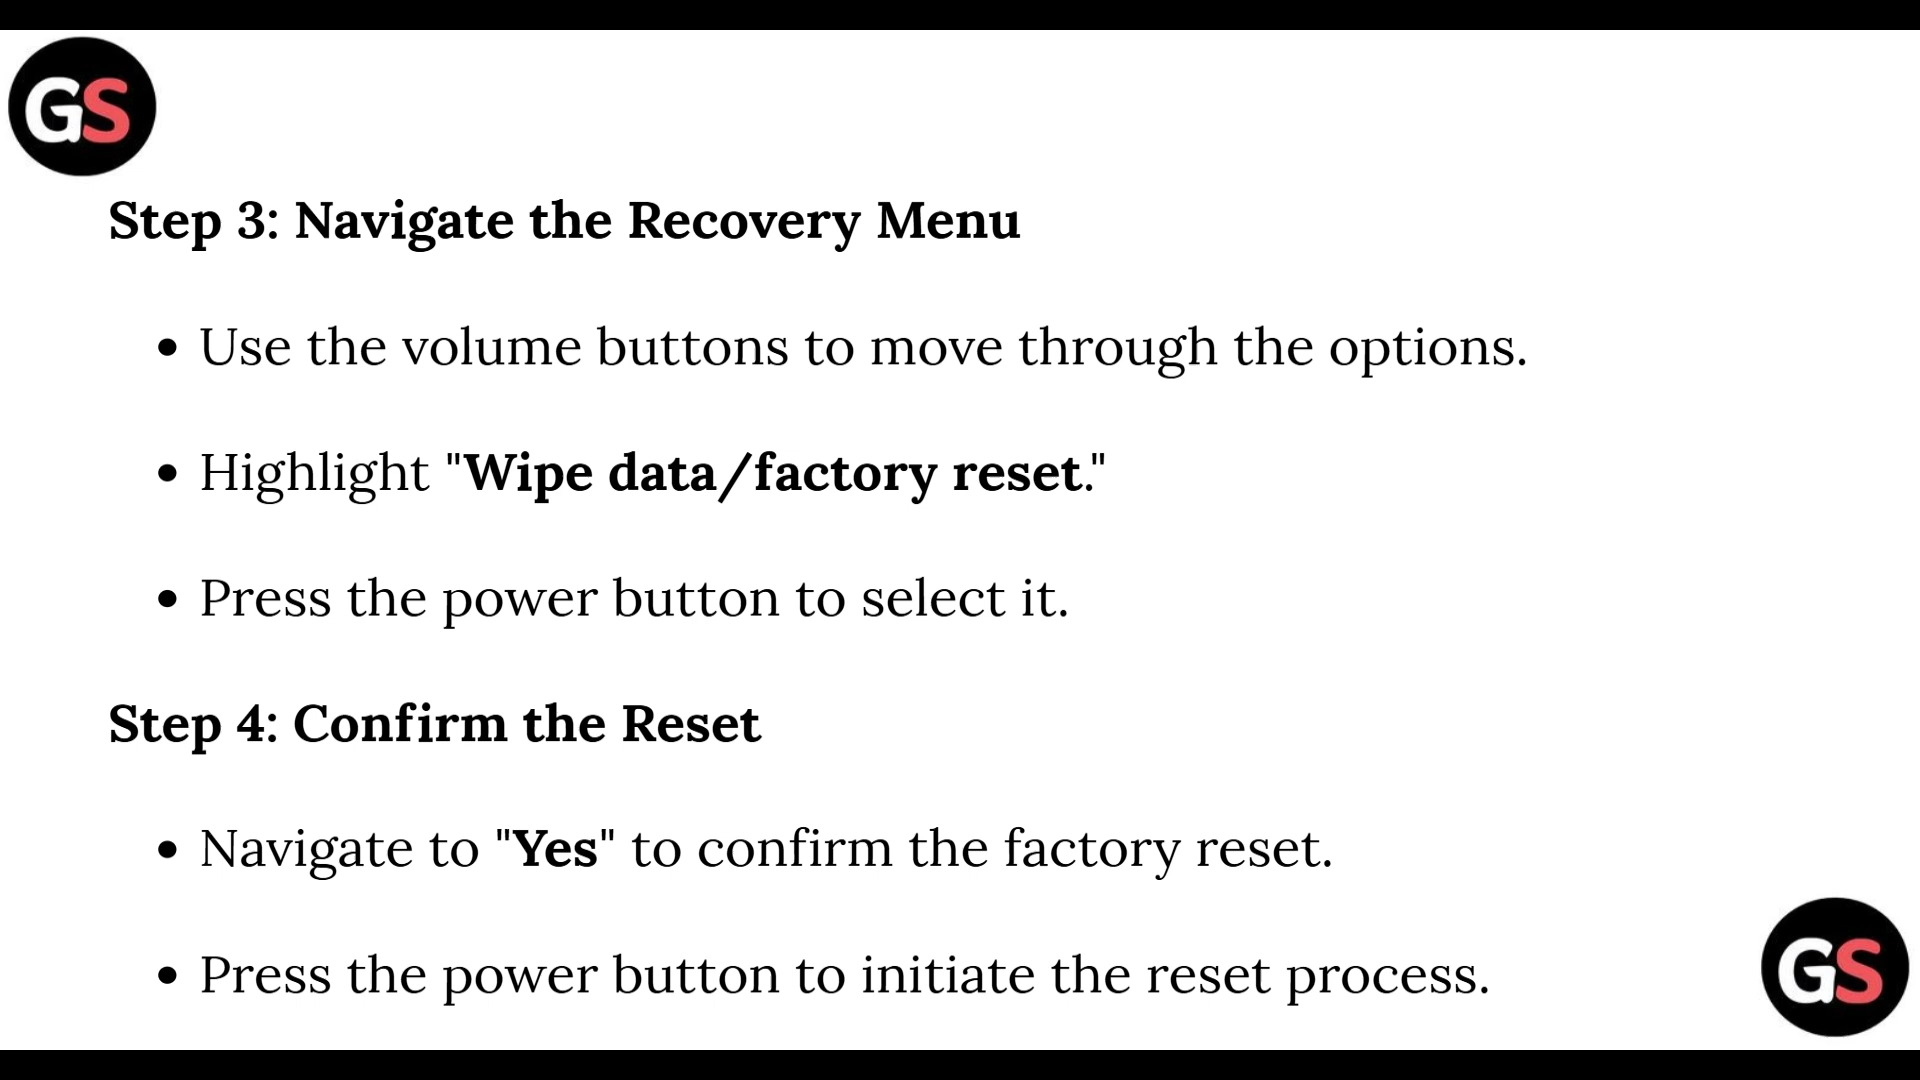 GS
Step 3: Navigate the Recovery Menu
• Use the volume buttons to move through the options.
• Highlight "Wipe data/factory reset."
• Press the power button to select it.
Step 4: Confirm the Reset
• Navigate to "Yes" to confirm the factory reset.
• Press the power button to initiate the reset process.
GS